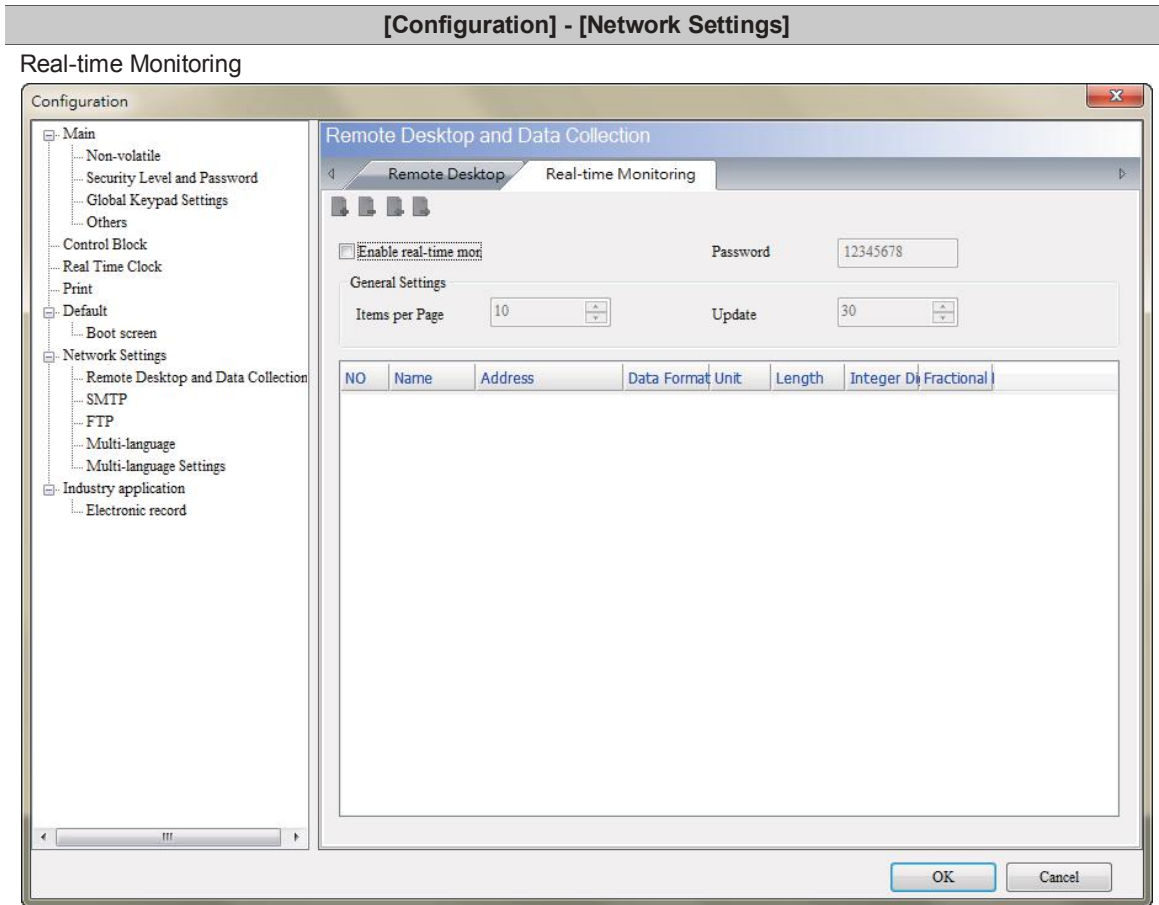 [Configuration] - [Network Settings]
Real-time Monitoring
Configuration
Main
Non-volatile
Security Level and Password
Global Keypad Settings
Others
Control Block
Real Time Clock
Print
Default
Boot screen
Network Settings
Remote Desktop and Data Collection
SMTP
FTP
Multi-language
Multi-language Settings
Industry application
Electronic record
Remote Desktop and Data Collection
Remote Desktop Real-time Monitoring
Enable real-time mon Password 12345678
General Settings
Items per Page 10 Update 30
NO Name Address Data Format Unit Length Integer Di Fractional
OK Cancel